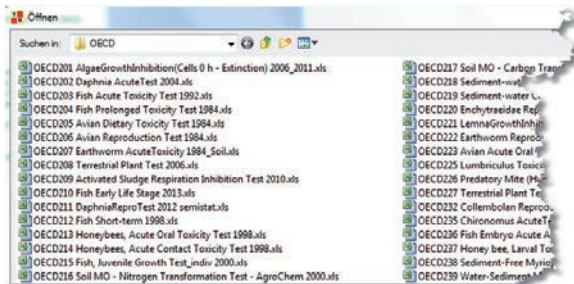 Öffnen
Suchen in: OECD
OECD201 AlgaeGrowthInhibition(Cells 0 h - Extinction) 2006_2011.xls
OECD202 Daphnia AcuteTest 2004.xls
OECD203 Fish Acute Toxicity Test 1992.xls
OECD204 Fish Prolonged Toxicity Test 1984.xls
OECD205 Avian Dietary Toxicity Test 1984.xls
OECD206 Avian Reproduction Test 1984.xls
OECD207 Earthworm AcuteToxicity 1984_Soil.xls
OECD208 Terrestrial Plant Test 2006.xls
OECD209 Activated Sludge Respiration Inhibition Test 2010.xls
OECD210 Fish Early Life Stage 2013.xls
OECD211 DaphniaReproTest 2012 semistat.xls
OECD212 Fish Short-term 1998.xls
OECD213 Honeybees, Acute Oral Toxicity Test 1998.xls
OECD214 Honeybees, Acute Contact Toxicity Test 1998.xls
OECD215 Fish, Juvenile Growth Test_indiv 2000.xls
OECD216 Soil MO - Nitrogen Transformation Test - AgroChem 2000.xls
OECD217 Soil MO - Carbon Tran
OECD218 Sediment-wat
OECD219 Sediment-water
OECD220 Enchytraeidae Rep
OECD221 LemnaGrowthInhib
OECD222 Earthworm Reprod
OECD223 Avian Acute Oral
OECD225 Lumbriculus Toxici
OECD226 Predatory Mite (Hy
OECD227 Terrestrial Plant Te
OECD232 Collembolan Reprod
OECD235 Chironomus AcuteT
OECD236 Fish Embryo Acute A
OECD237 Honey bee, Larval To
OECD238 Sediment-Free Myrio
OECD239 Water-Sediment M